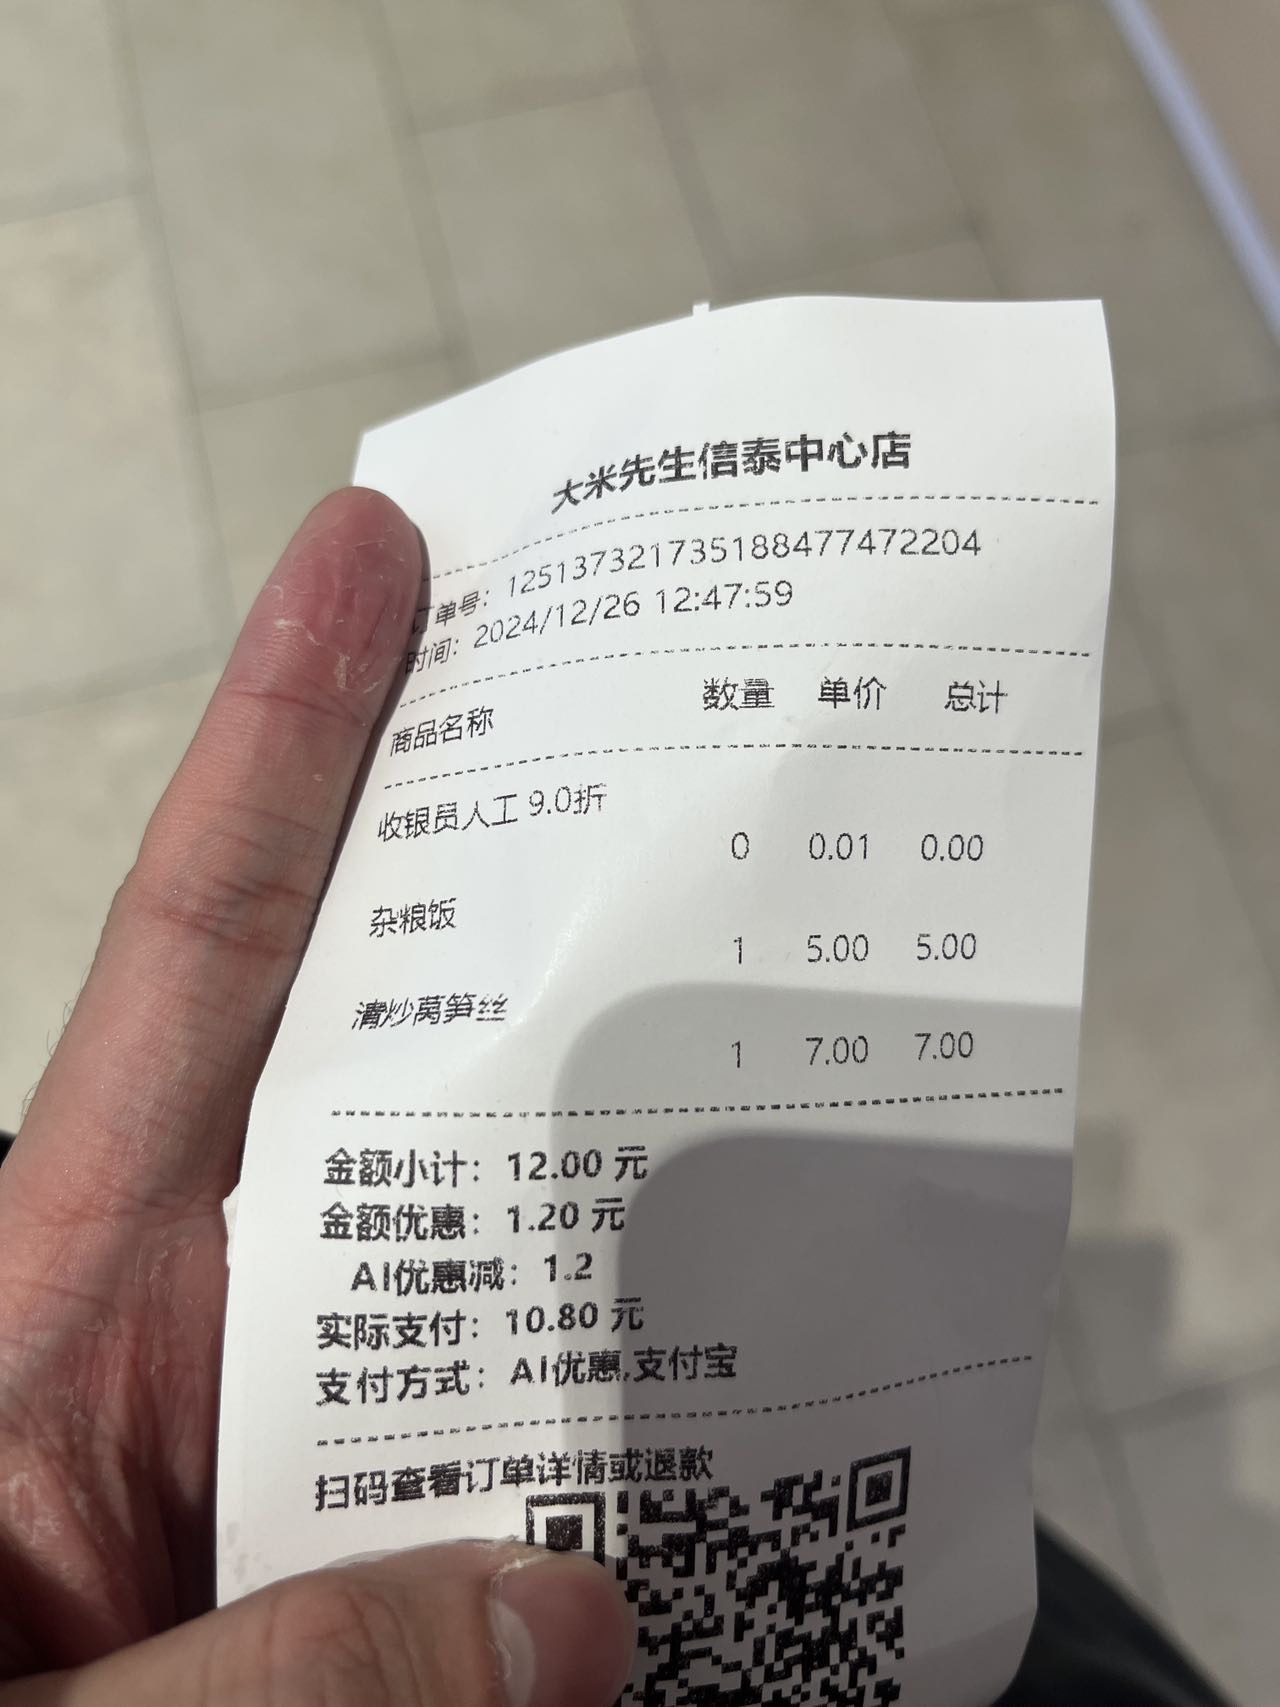 大米先生信泰中心店
订单号：125137321735188477472204
时间：2024/12/26 12:47:59
商品名称 数量 单价 总计
收银员人工 9.0折
0 0.01 0.00
杂粮饭
1 5.00 5.00
清炒莴笋丝
1 7.00 7.00
金额小计：12.00 元
金额优惠：1.20 元
AI优惠减：1.2
实际支付：10.80 元
支付方式：AI优惠,支付宝
扫码查看订单详情或退款